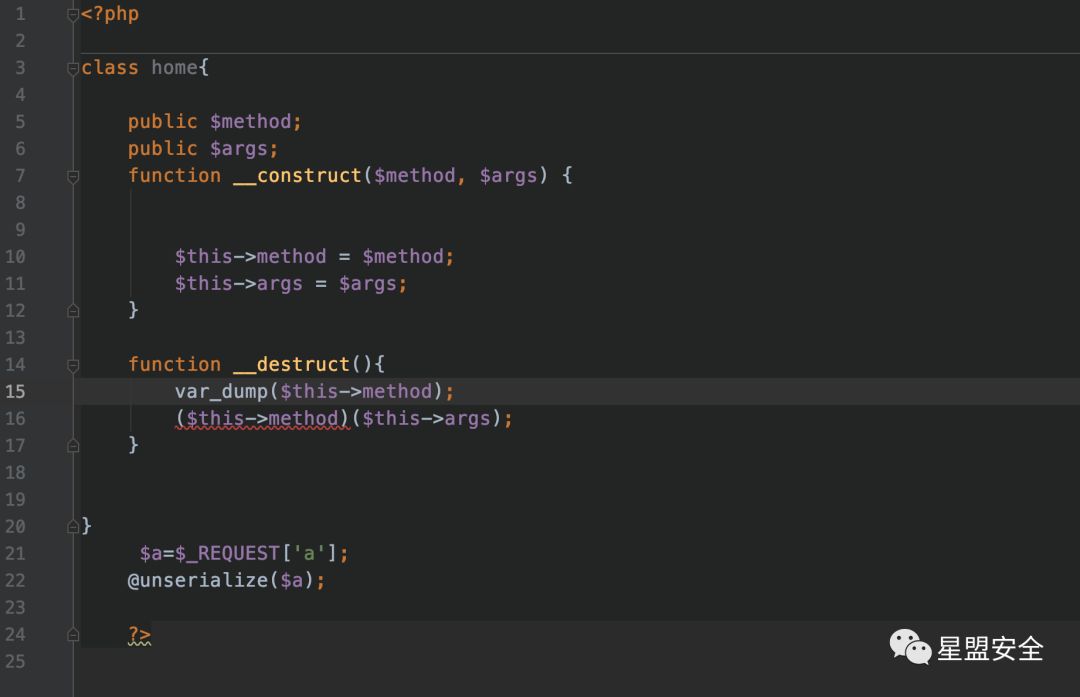 1 <?php
2
3 class home{
4
5 public $method;
6 public $args;
7 function __construct($method, $args) {
8
9
10 $this->method = $method;
11 $this->args = $args;
12 }
13
14 function __destruct(){
15 var_dump($this->method);
16 ($this->method)($this->args);
17 }
18
19
20 }
21 $a=$_REQUEST['a'];
22 @unserialize($a);
23
24 ?>
25
星盟安全